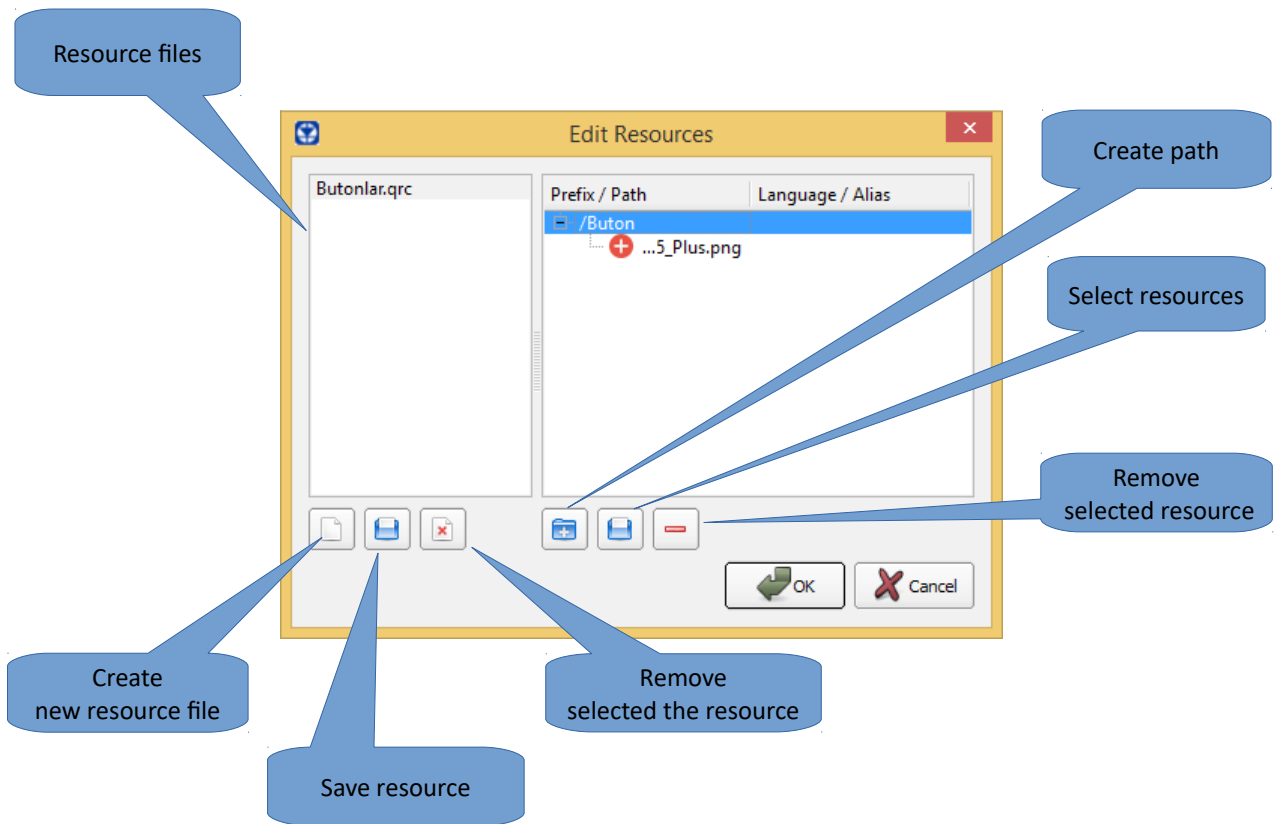 Resource files
Edit Resources
Create path
Butonlar.qrc
Prefix / Path
Language / Alias
/Buton
...5_Plus.png
Select resources
Remove
selected resource
OK
Cancel
Create
new resource file
Remove
selected the resource
Save resource